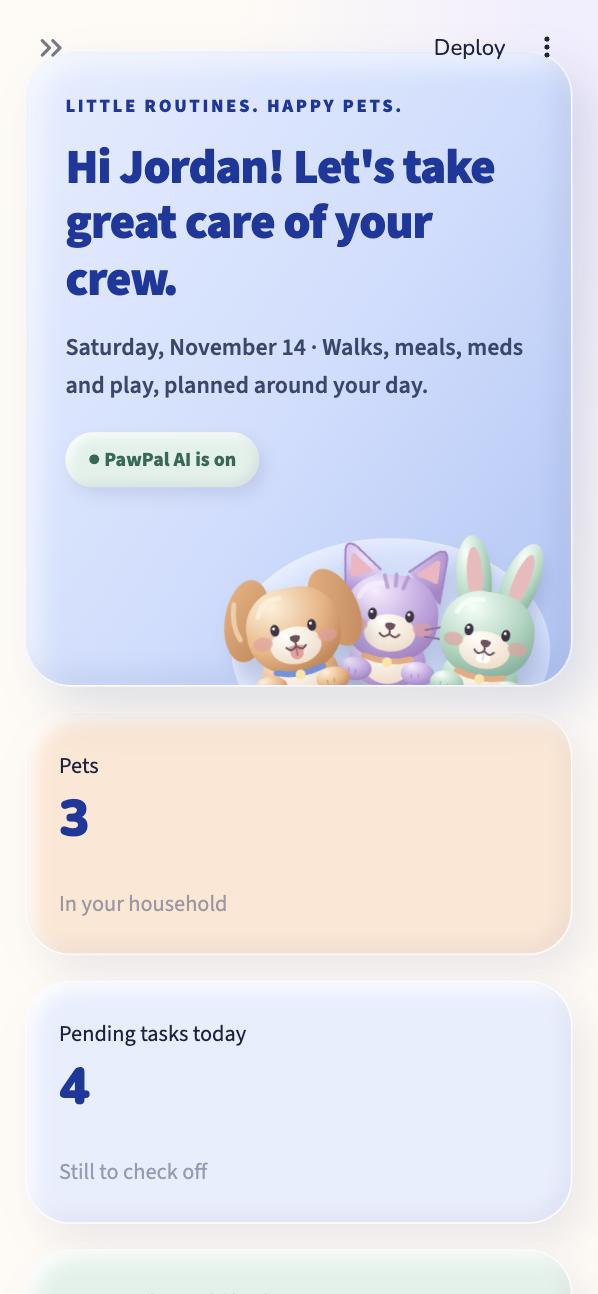 Deploy
LITTLE ROUTINES. HAPPY PETS.
Hi Jordan! Let's take
great care of your
crew.
Saturday, November 14 · Walks, meals, meds
and play, planned around your day.
PawPal AI is on
Pets
3
In your household
Pending tasks today
4
Still to check off